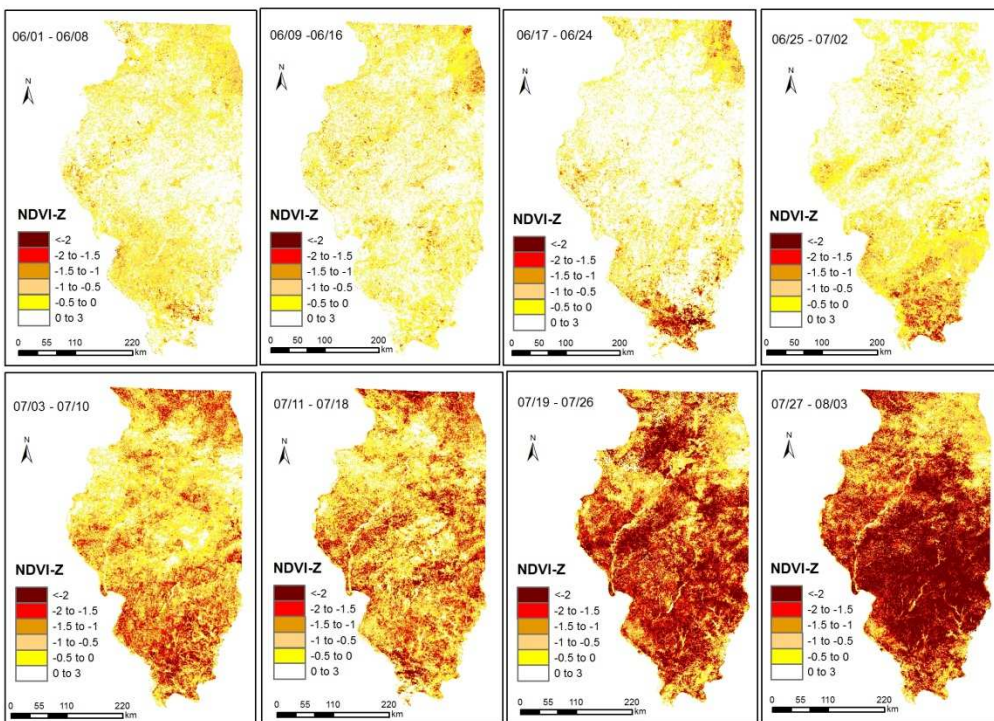 06/01 - 06/08
N
NDVI-Z
<-2
-2 to -1.5
-1.5 to -1
-1 to -0.5
-0.5 to 0
0 to 3
0 55 110 220
km
06/09 -06/16
N
NDVI-Z
<-2
-2 to -1.5
-1.5 to -1
-1 to -0.5
-0.5 to 0
0 to 3
0 50 100 200
km
06/17 - 06/24
N
NDVI-Z
<-2
-2 to -1.5
-1.5 to -1
-1 to -0.5
-0.5 to 0
0 to 3
0 50 100 200
km
06/25 - 07/02
N
NDVI-Z
<-2
-2 to -1.5
-1.5 to -1
-1 to -0.5
-0.5 to 0
0 to 3
0 50 100 200
km
07/03 - 07/10
N
NDVI-Z
<-2
-2 to -1.5
-1.5 to -1
-1 to -0.5
-0.5 to 0
0 to 3
0 55 110 220
km
07/11 - 07/18
N
NDVI-Z
<-2
-2 to -1.5
-1.5 to -1
-1 to -0.5
-0.5 to 0
0 to 3
0 55 110 220
km
07/19 - 07/26
N
NDVI-Z
<-2
-2 to -1.5
-1.5 to -1
-1 to -0.5
-0.5 to 0
0 to 3
0 55 110 220
km
07/27 - 08/03
N
NDVI-Z
<-2
-2 to -1.5
-1.5 to -1
-1 to -0.5
-0.5 to 0
0 to 3
0 55 110 220
km